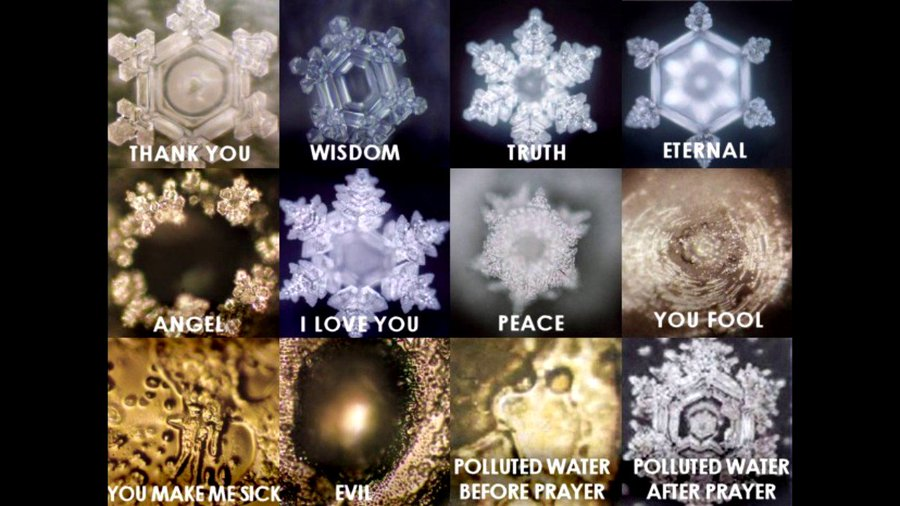 THANK YOU
WISDOM
TRUTH
ETERNAL
ANGEL
I LOVE YOU
PEACE
YOU FOOL
YOU MAKE ME SICK
EVIL
POLLUTED WATER
BEFORE PRAYER
POLLUTED WATER
AFTER PRAYER